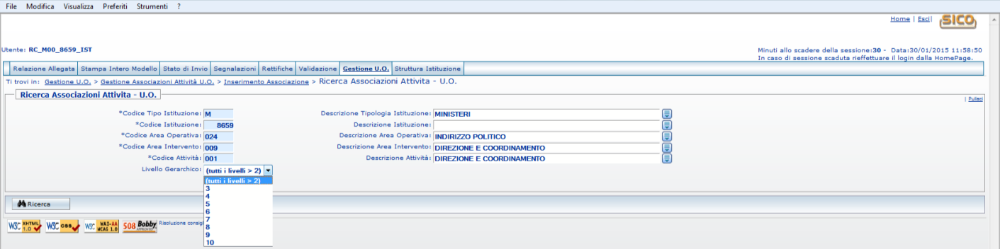 File Modifica Visualizza Preferiti Strumenti ?
Home | Esci| SICO
Utente: RC_M00_8659_IST
Minuti allo scadere della sessione:30 - Data:30/01/2015 11:58:50
In caso di sessione scaduta rieffettuare il login dalla HomePage.
Relazione Allegata Stampa Intero Modello Stato di Invio Segnalazioni Rettifiche Validazione Gestione U.O. Struttura Istituzione
Ti trovi in: Gestione U.O. > Gestione Associazioni Attività U.O. > Inserimento Associazione > Ricerca Associazioni Attivita - U.O.
Ricerca Associazioni Attivita - U.O.
| Pulisci
*Codice Tipo Istituzione: M Descrizione Tipologia Istituzione: MINISTERI
*Codice Istituzione: 8659 Descrizione Istituzione:
*Codice Area Operativa: 024 Descrizione Area Operativa: INDIRIZZO POLITICO
*Codice Area Intervento: 009 Descrizione Area Intervento: DIREZIONE E COORDINAMENTO
*Codice Attività: 001 Descrizione Attività: DIREZIONE E COORDINAMENTO
Livello Gerarchico: (tutti i livelli > 2)
(tutti i livelli > 2)
3
4
5
6
7
8
9
10
Ricerca
W3C XHTML 1.0 W3C css W3C WAI-AA WCAG 1.0 508 Bobby APPROVED Risoluzione consig